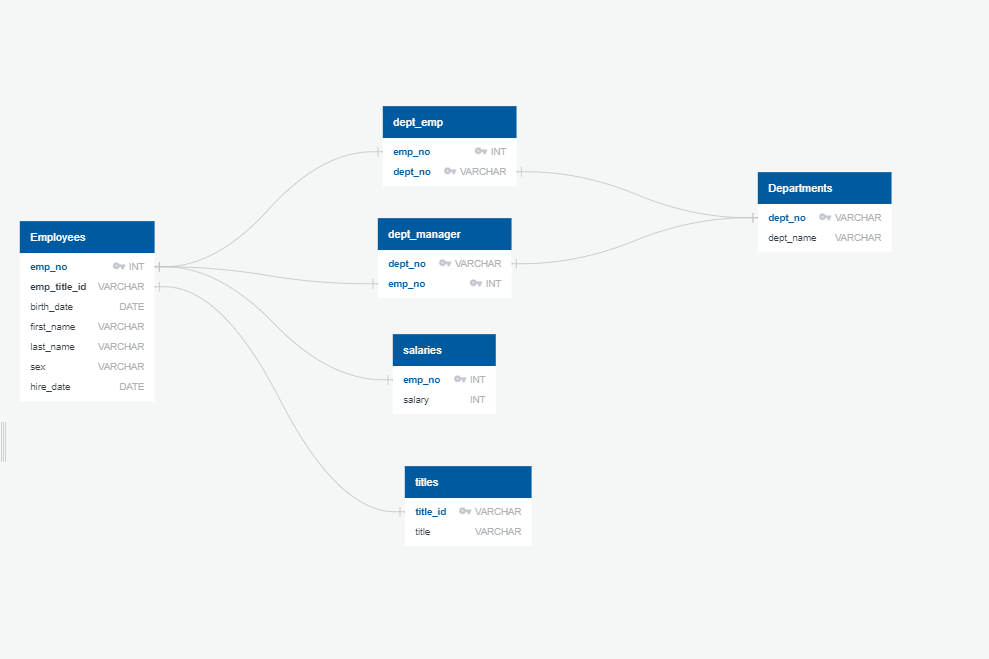 Employees
emp_no INT
emp_title_id VARCHAR
birth_date DATE
first_name VARCHAR
last_name VARCHAR
sex VARCHAR
hire_date DATE
dept_emp
emp_no INT
dept_no VARCHAR
dept_manager
dept_no VARCHAR
emp_no INT
salaries
emp_no INT
salary INT
titles
title_id VARCHAR
title VARCHAR
Departments
dept_no VARCHAR
dept_name VARCHAR